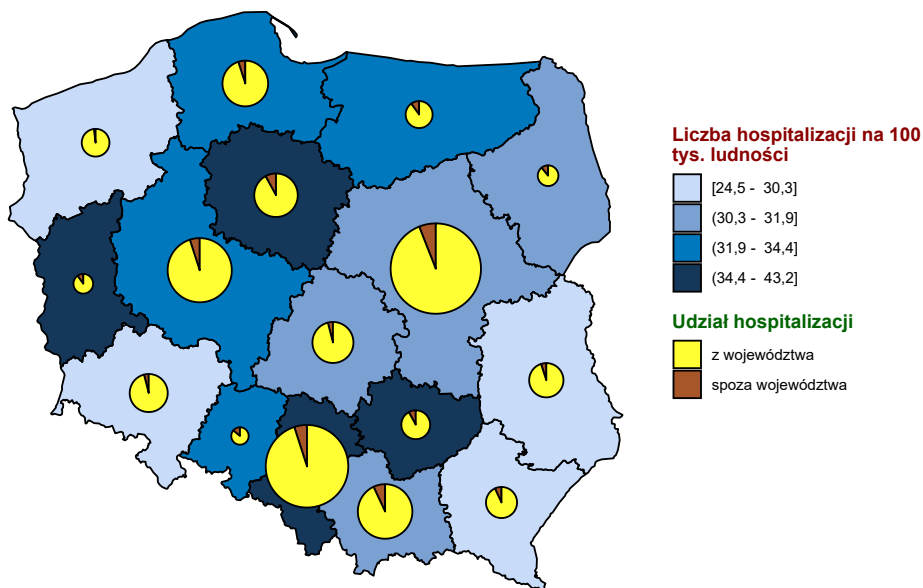 Liczba hospitalizacji na 100
tys. ludności
[24,5 - 30,3]
(30,3 - 31,9]
(31,9 - 34,4]
(34,4 - 43,2]
Udział hospitalizacji
z województwa
spoza województwa